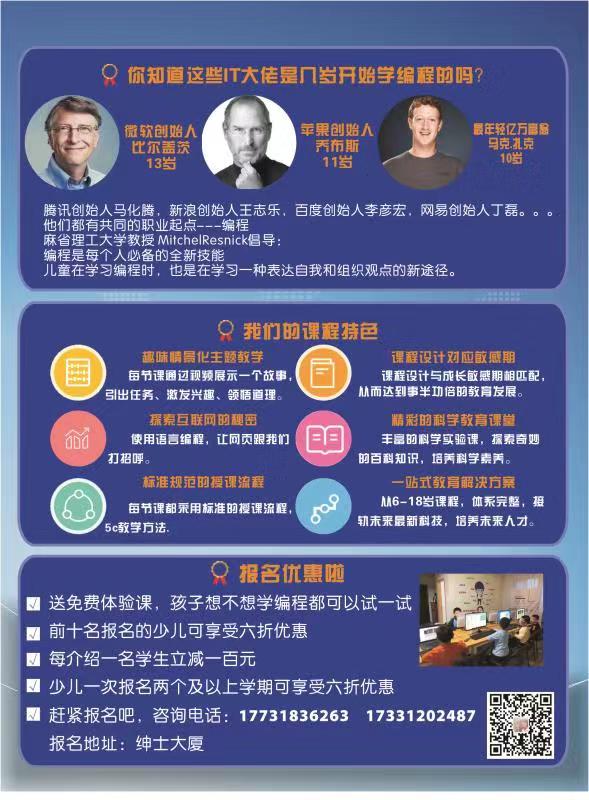 你知道这些IT大佬是几岁开始学编程的吗?
微软创始人
比尔盖茨
13岁
苹果创始人
乔布斯
11岁
最年轻亿万富翁
马克.扎克
10岁
腾讯创始人马化腾，新浪创始人王志乐，百度创始人李彦宏，网易创始人丁磊。。。
他们都有共同的职业起点---编程
麻省理工大学教授 MitchelResnick倡导：
编程是每个人必备的全新技能
儿童在学习编程时，也是在学习一种表达自我和组织观点的新途径。
我们的课程特色
趣味情景化主题教学
每节课通过视频展示一个故事，
引出任务、激发兴趣、领悟道理。
课程设计对应敏感期
课程设计与成长敏感期相匹配，
从而达到事半功倍的教育发展。
探索互联网的秘密
使用语言编程，让网页跟我们
打招呼。
精彩的科学教育课堂
丰富的科学实验课，探索奇妙
的百科知识，培养科学素养。
标准规范的授课流程
每节课都采用标准的授课流程，
5c教学方法.
一站式教育解决方案
从6-18岁课程，体系完整，接
轨未来最新科技，培养未来人才。
报名优惠啦
送免费体验课，孩子想不想学编程都可以试一试
前十名报名的少儿可享受六折优惠
每介绍一名学生立减一百元
少儿一次报名两个及以上学期可享受六折优惠
赶紧报名吧，咨询电话：17731836263 17331202487
报名地址：绅士大厦